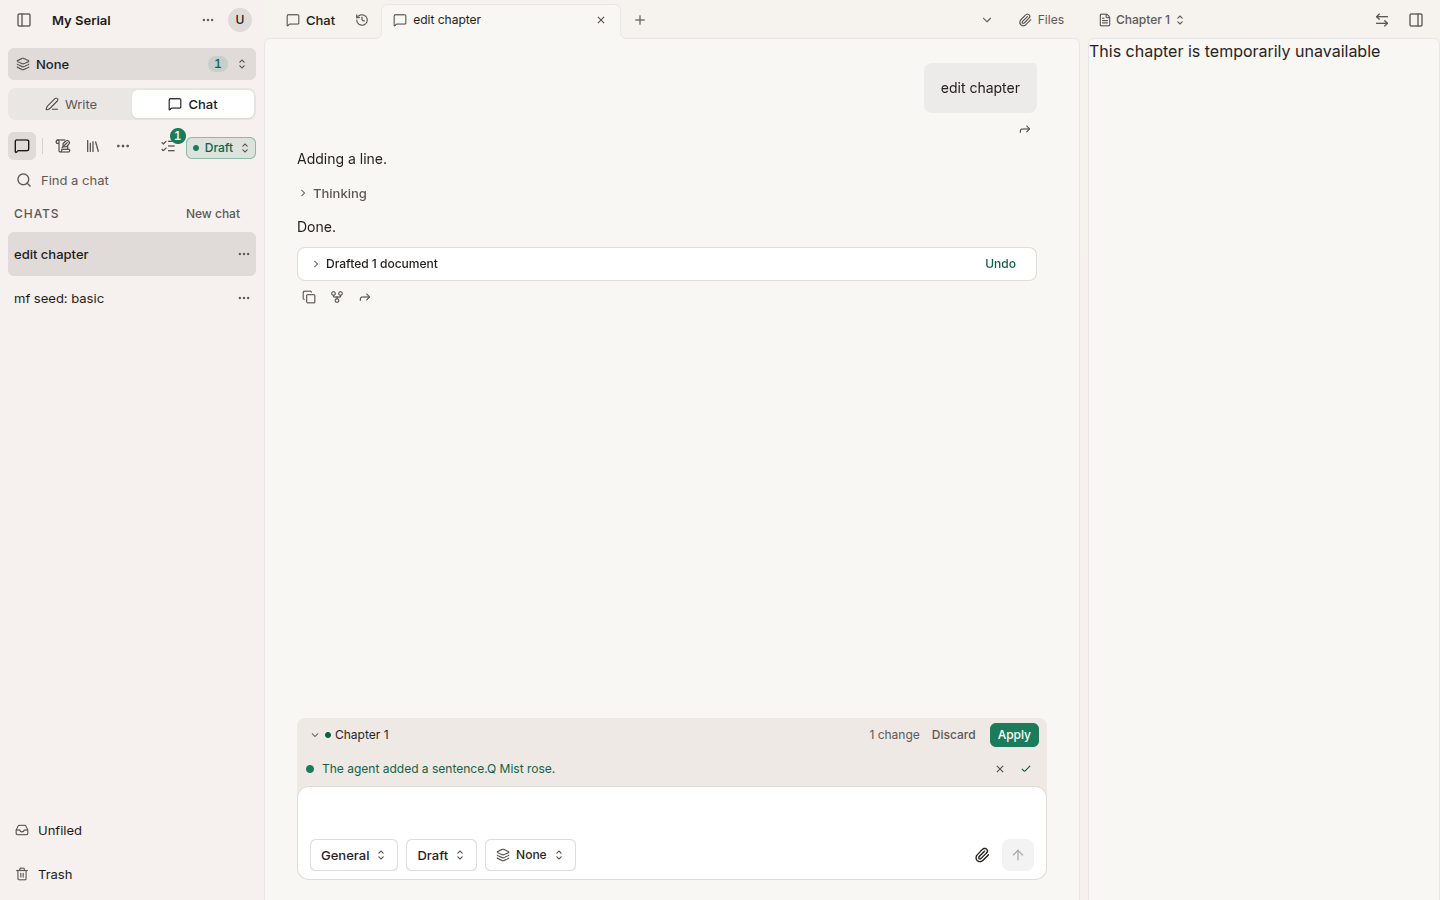 My Serial
U
Chat
edit chapter
Files
Chapter 1
None
1
Write
Chat
1
Draft
Find a chat
CHATS
New chat
edit chapter
mf seed: basic
Unfiled
Trash
edit chapter
Adding a line.
Thinking
Done.
Drafted 1 document
Undo
Chapter 1
1 change
Discard
Apply
The agent added a sentence.Q Mist rose.
General
Draft
None
This chapter is temporarily unavailable